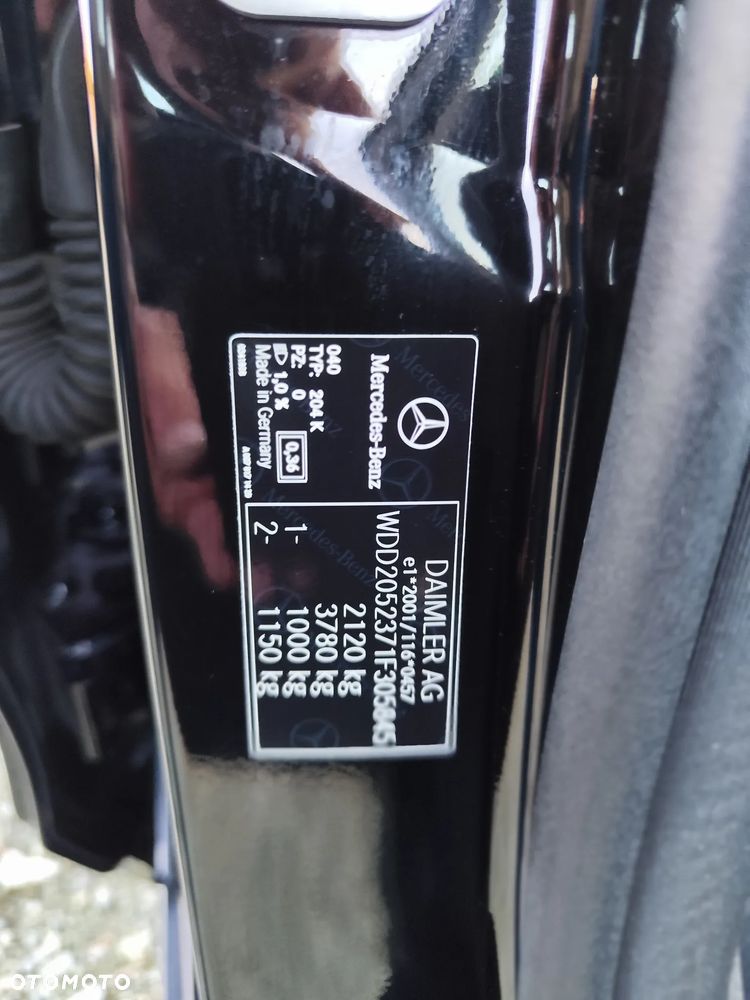 Mercedes-Benz
040
TYP: 204 K
PZ: 0
1,0 %
0,36
Made in Germany
DAIMLER AG
e1*2001/116*0457
WDD2052371F305845
2120 kg
3780 kg
1- 1000 kg
2- 1150 kg
OTOMOTO